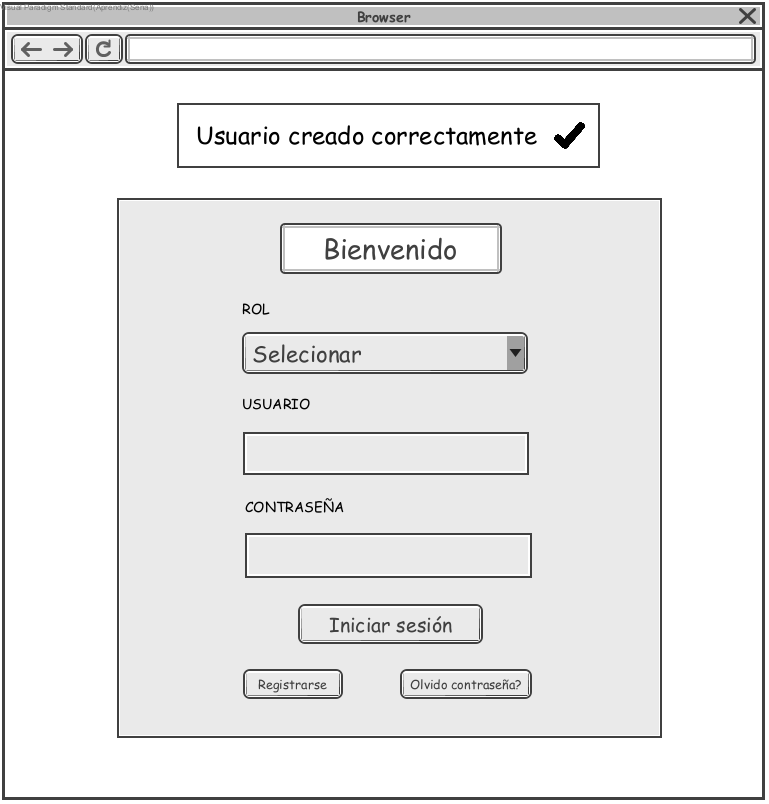 Visual Paradigm Standard(Aprendiz(Sena))
Browser
Usuario creado correctamente
Bienvenido
ROL
Selecionar
USUARIO
CONTRASEÑA
Iniciar sesión
Registrarse
Olvido contraseña?